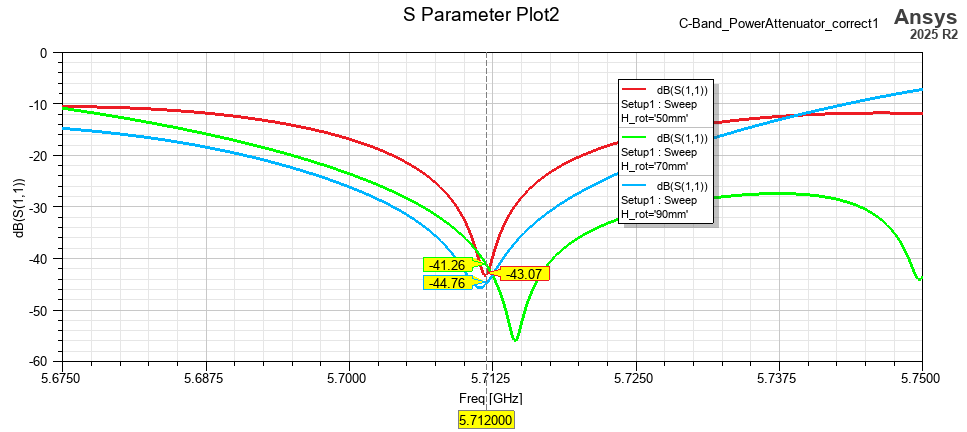 S Parameter Plot2
C-Band_PowerAttenuator_correct1
Ansys
2025 R2
0
-10
-20
-30
-40
-50
-60
dB(S(1,1))
dB(S(1,1))
Setup1 : Sweep
H_rot='50mm'
dB(S(1,1))
Setup1 : Sweep
H_rot='70mm'
dB(S(1,1))
Setup1 : Sweep
H_rot='90mm'
-41.26
-43.07
-44.76
5.6750 5.6875 5.7000 5.7125 5.7250 5.7375 5.7500
Freq [GHz]
5.712000